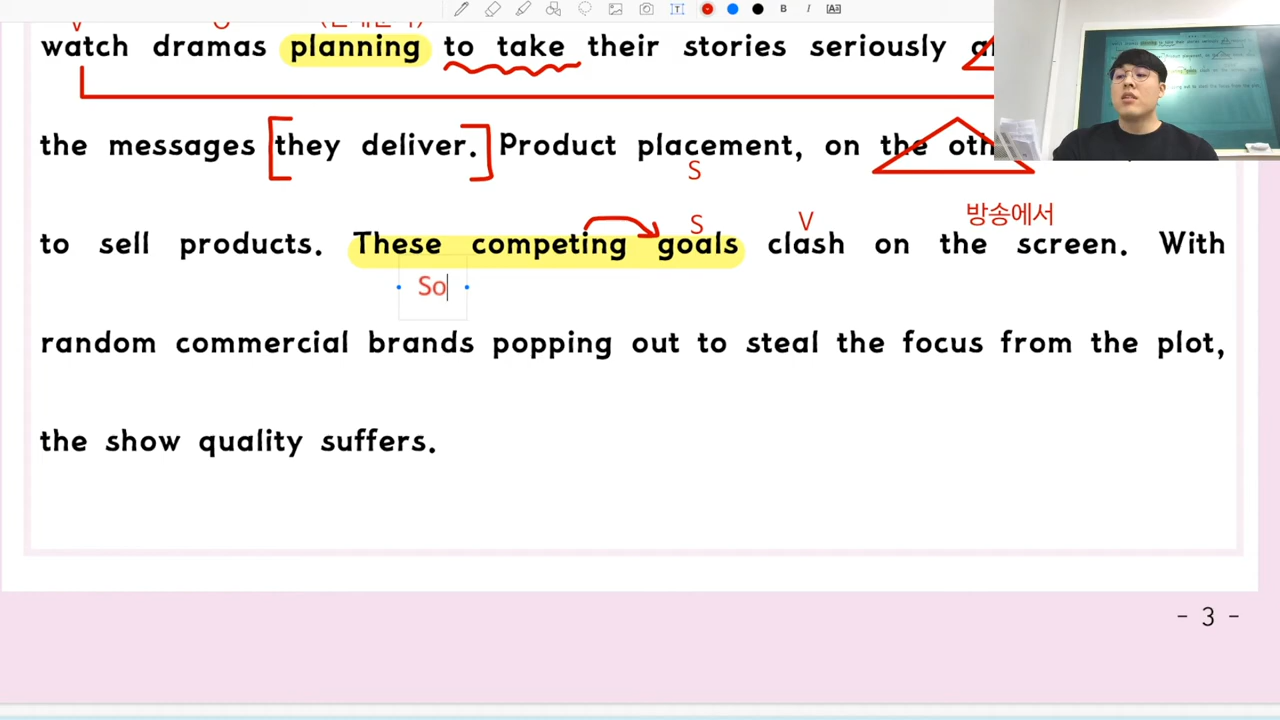 B I A
V O
watch dramas planning to take their stories seriously
the messages [they deliver.] Product placement, on the oth
S
S V 방송에서
to sell products. These competing goals clash on the screen. With
So
random commercial brands popping out to steal the focus from the plot,
the show quality suffers.
- 3 -